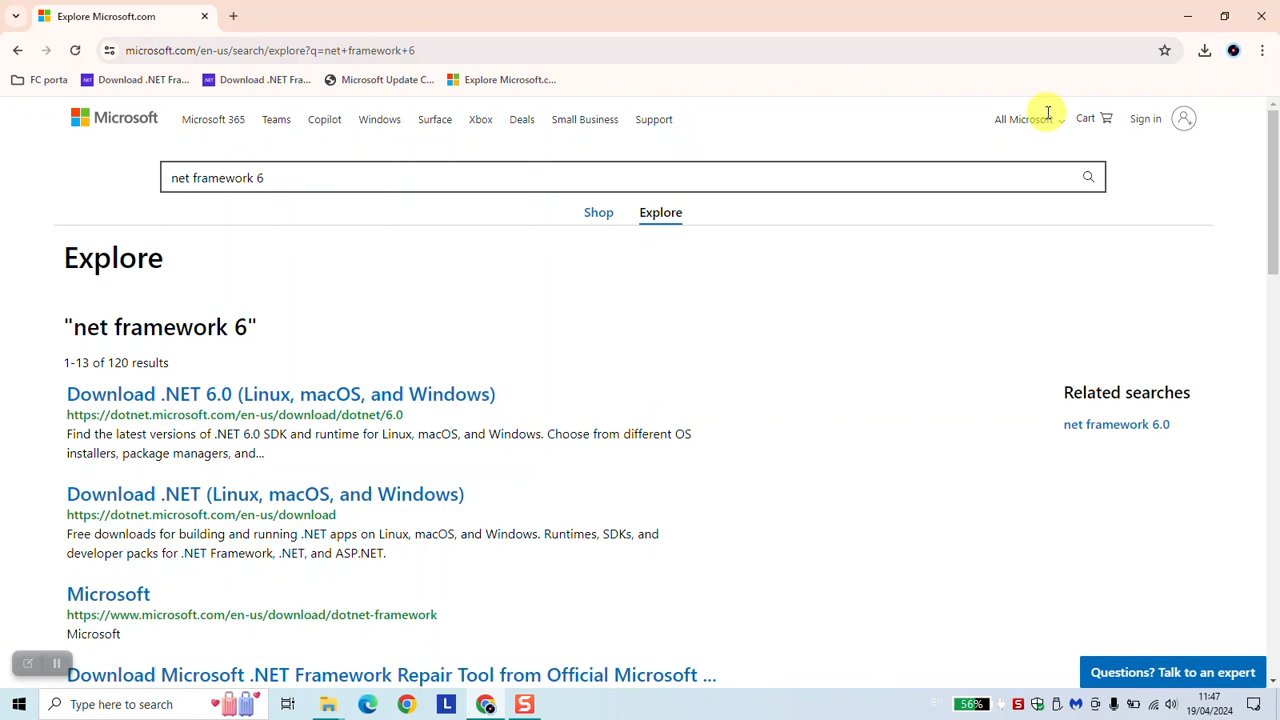 Explore Microsoft.com
microsoft.com/en-us/search/explore?q=net+framework+6
FC porta
Download .NET Fra...
Download .NET Fra...
Microsoft Update C...
Explore Microsoft.c...
Microsoft
Microsoft 365
Teams
Copilot
Windows
Surface
Xbox
Deals
Small Business
Support
All Microsoft
Cart
Sign in
net framework 6
Shop
Explore
Explore
"net framework 6"
1-13 of 120 results
Download .NET 6.0 (Linux, macOS, and Windows)
https://dotnet.microsoft.com/en-us/download/dotnet/6.0
Find the latest versions of .NET 6.0 SDK and runtime for Linux, macOS, and Windows. Choose from different OS
installers, package managers, and...
Related searches
net framework 6.0
Download .NET (Linux, macOS, and Windows)
https://dotnet.microsoft.com/en-us/download
Free downloads for building and running .NET apps on Linux, macOS, and Windows. Runtimes, SDKs, and
developer packs for .NET Framework, .NET, and ASP.NET.
Microsoft
https://www.microsoft.com/en-us/download/dotnet-framework
Microsoft
Download Microsoft .NET Framework Repair Tool from Official Microsoft ...
Questions? Talk to an expert
Type here to search
L
S
EN
56%
S
11:47
19/04/2024